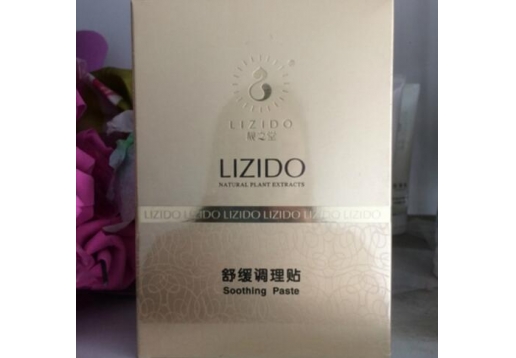 LIZIDO
LIZIDO
NATURAL PLANT EXTRACTS
LIZIDO LIZIDO LIZIDO LIZIDO LIZIDO LIZIDO
舒缓调理贴
Soothing Paste